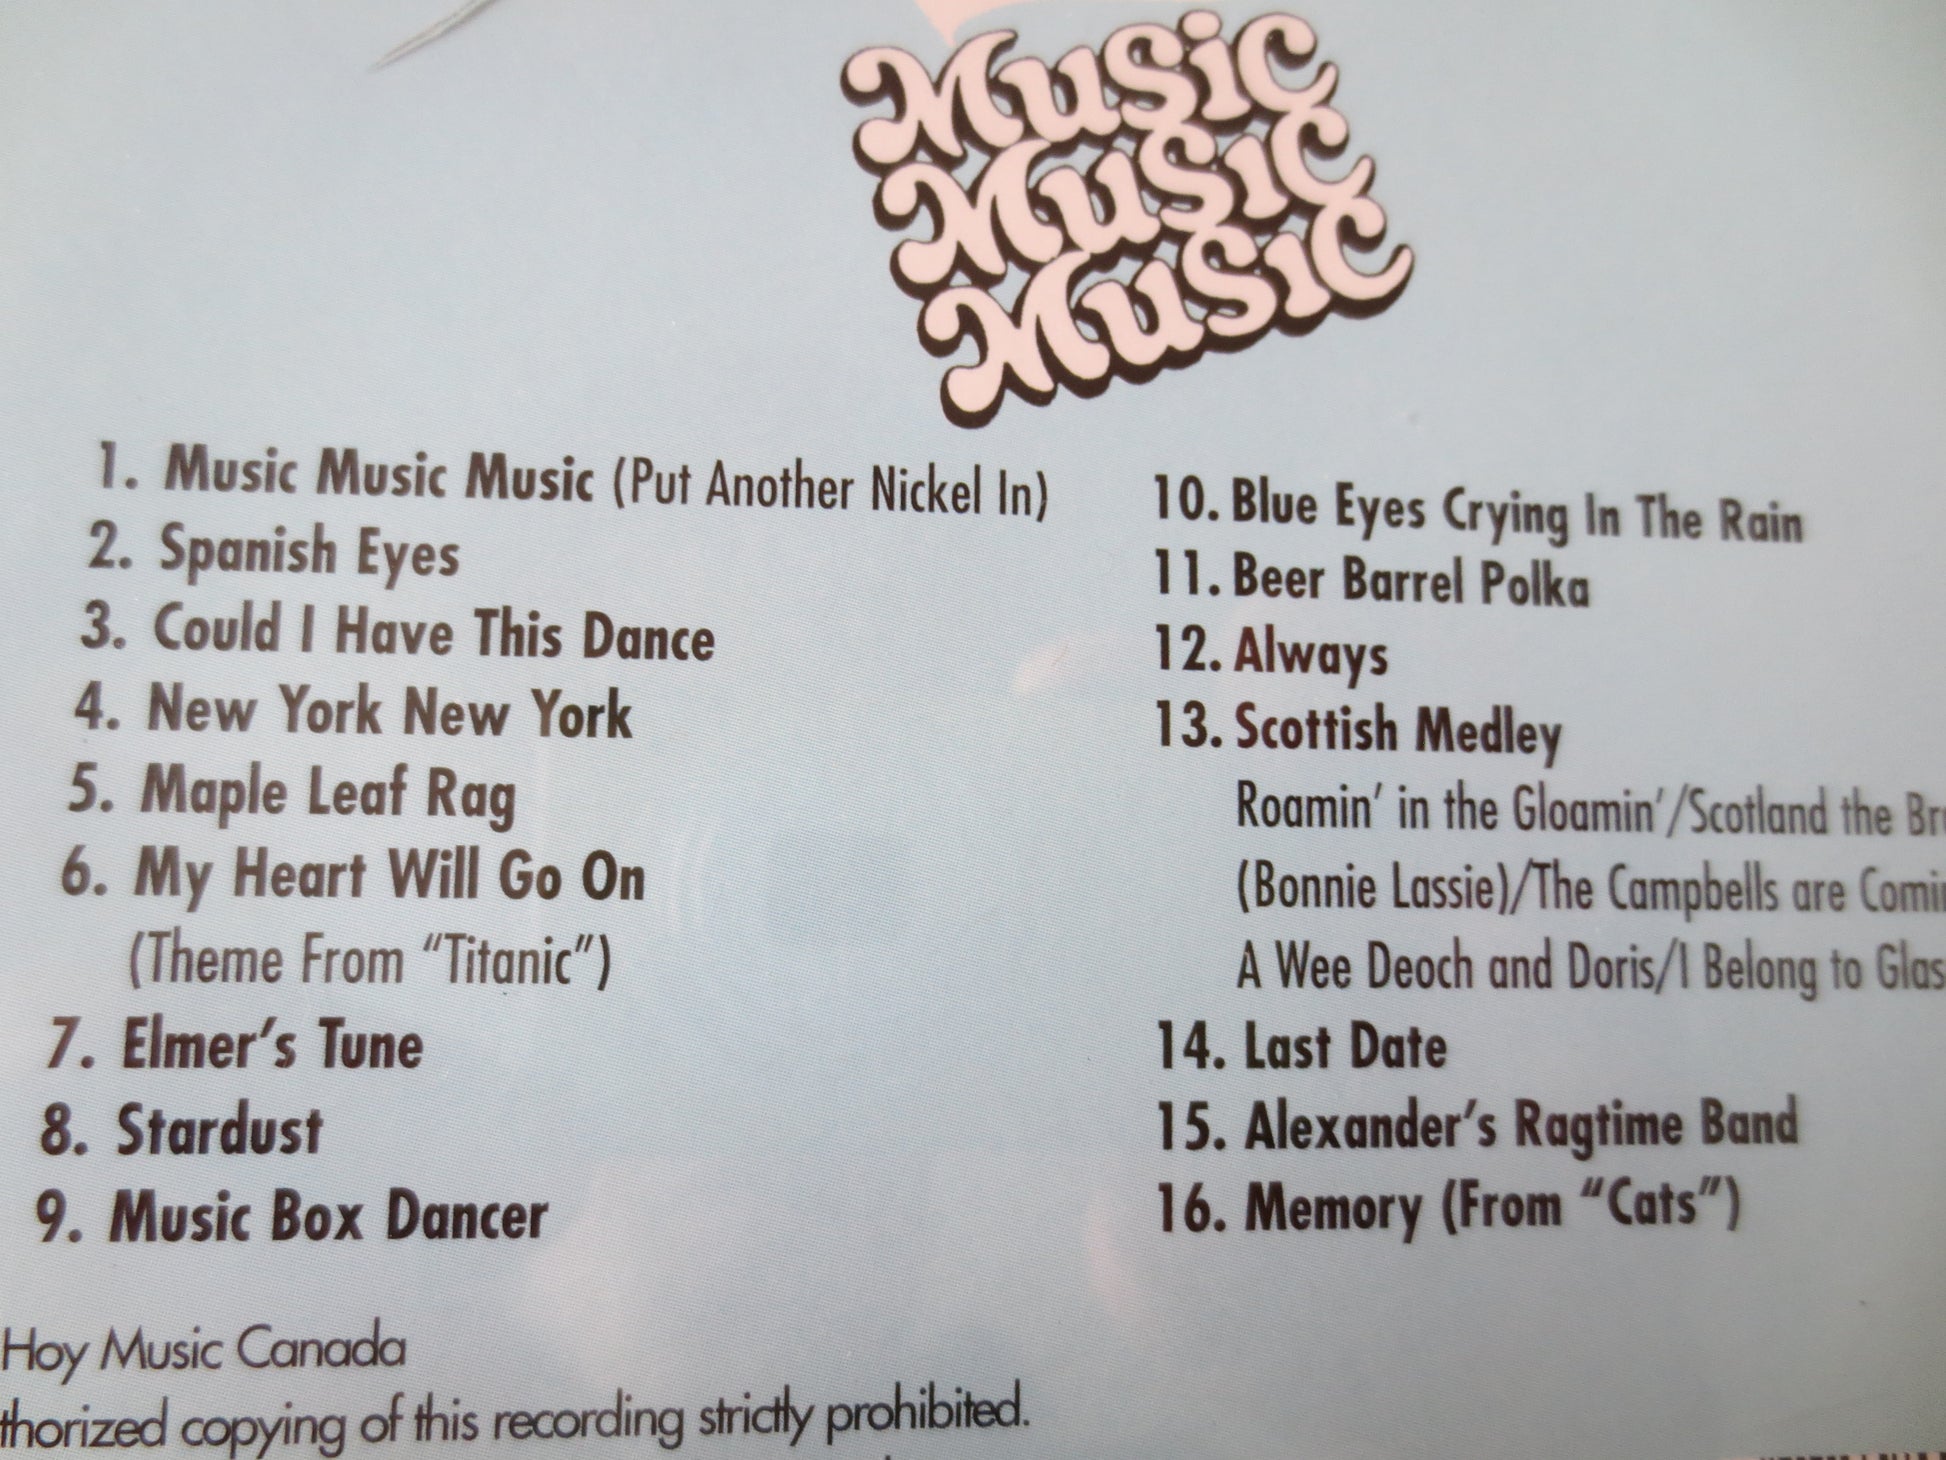 Music
Music
Music
1. Music Music Music (Put Another Nickel In)
2. Spanish Eyes
3. Could I Have This Dance
4. New York New York
5. Maple Leaf Rag
6. My Heart Will Go On
(Theme From “Titanic”)
7. Elmer’s Tune
8. Stardust
9. Music Box Dancer
10. Blue Eyes Crying In The Rain
11. Beer Barrel Polka
12. Always
13. Scottish Medley
Roamin’ in the Gloamin’/Scotland the
(Bonnie Lassie)/The Campbells are
A Wee Deoch and Doris/I Belong to
14. Last Date
15. Alexander’s Ragtime Band
16. Memory (From “Cats”)
Hoy Music Canada
thorized copying of this recording strictly prohibited.